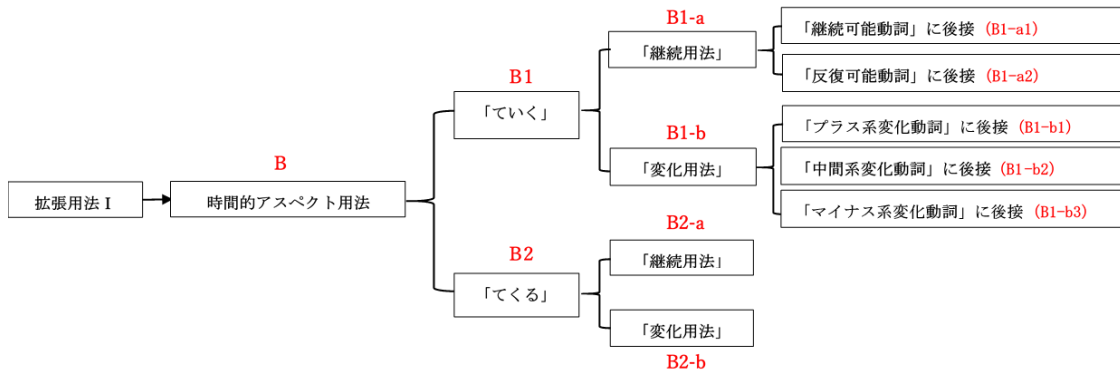 拡張用法Ⅰ
B
時間的アスペクト用法
B1
「ていく」
B1-a
「継続用法」
「継続可能動詞」に後接 (B1-a1)
「反復可能動詞」に後接 (B1-a2)
B1-b
「変化用法」
「プラス系変化動詞」に後接 (B1-b1)
「中間系変化動詞」に後接 (B1-b2)
「マイナス系変化動詞」に後接 (B1-b3)
B2
「てくる」
B2-a
「継続用法」
「変化用法」
B2-b